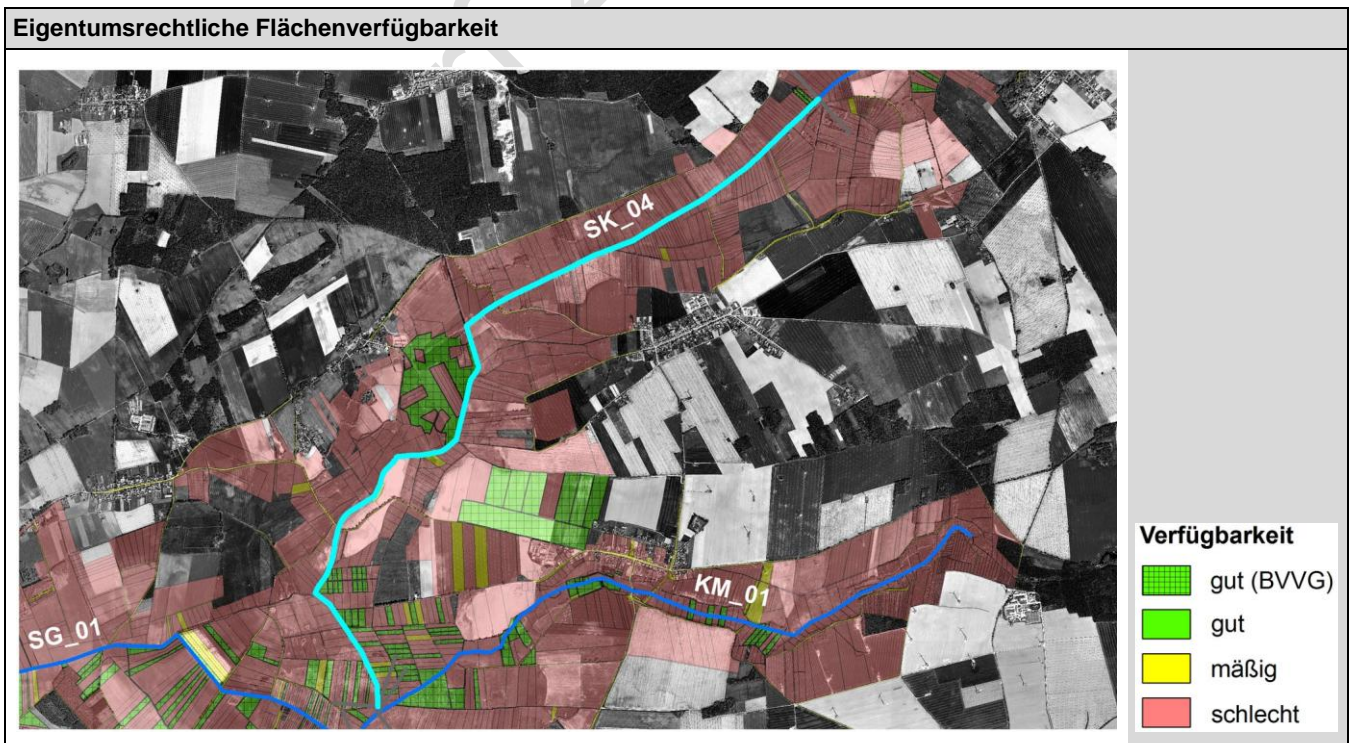 Eigentumsrechtliche Flächenverfügbarkeit
SK_04
KM_01
SG_01
Verfügbarkeit
gut (BVVG)
gut
mäßig
schlecht